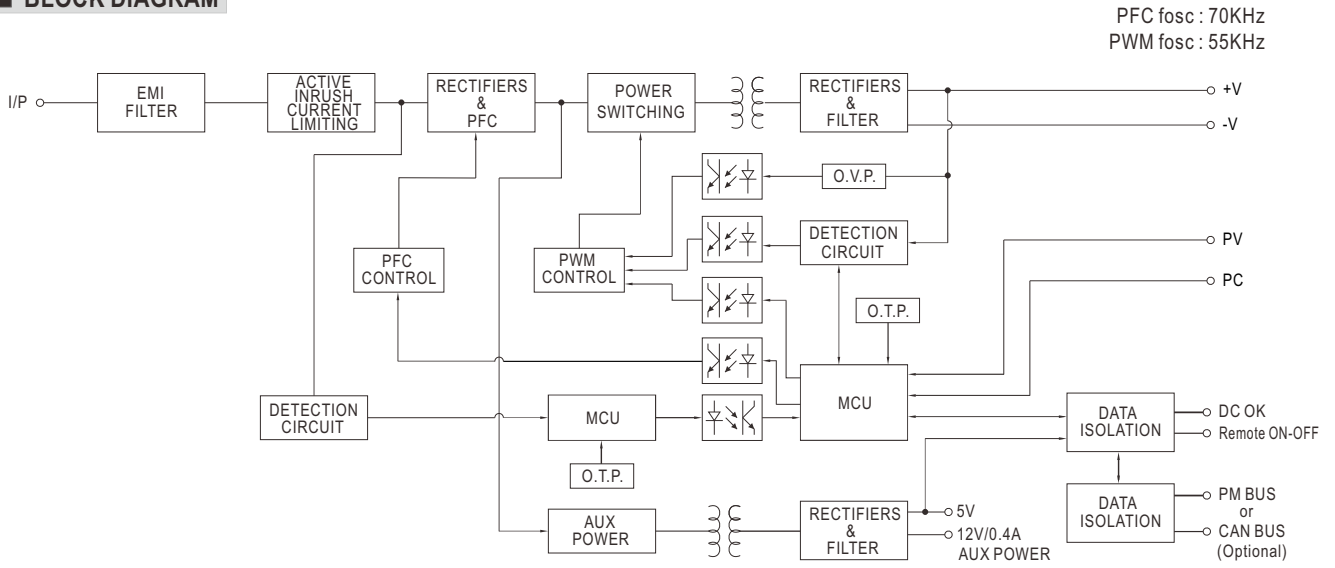 ■ BLOCK DIAGRAM
PFC fosc : 70KHz
PWM fosc : 55KHz
I/P
EMI
FILTER
ACTIVE
INRUSH
CURRENT
LIMITING
RECTIFIERS
&
PFC
POWER
SWITCHING
RECTIFIERS
&
FILTER
+V
-V
O.V.P.
DETECTION
CIRCUIT
PFC
CONTROL
PWM
CONTROL
PV
PC
O.T.P.
MCU
DETECTION
CIRCUIT
MCU
O.T.P.
DATA
ISOLATION
DC OK
Remote ON-OFF
DATA
ISOLATION
PM BUS
or
CAN BUS
(Optional)
AUX
POWER
RECTIFIERS
&
FILTER
5V
12V/0.4A
AUX POWER